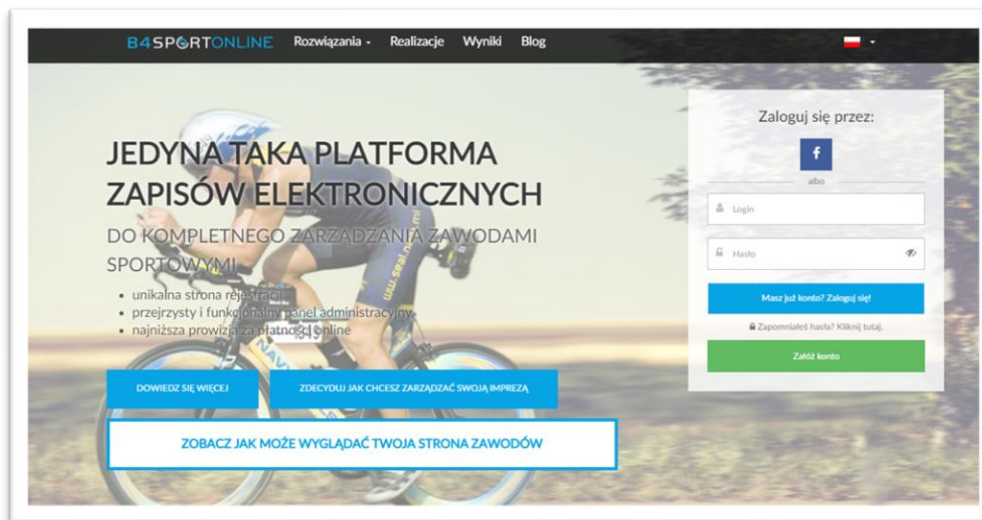 B4SPORTONLINE Rozwiązania Realizacje Wyniki Blog
JEDYNA TAKA PLATFORMA
ZAPISÓW ELEKTRONICZNYCH
DO KOMPLETNEGO ZARZĄDZANIA ZAWODAMI
SPORTOWYMI
• unikalna strona rejestracji
• przejrzysty i funkcjonalny panel administracyjny
• najniższa prowizja za płatności online
DOWIEDZ SIĘ WIĘCEJ
ZDECYDUJ JAK CHCESZ ZARZĄDZAĆ SWOJĄ IMPREZĄ
ZOBACZ JAK MOŻE WYGLĄDAĆ TWOJA STRONA ZAWODÓW
Zaloguj się przez:
f
albo
Login
Hasło
Masz już konto? Zaloguj się!
Zapomniałeś hasła? Kliknij tutaj.
Załóż konto
NAVY